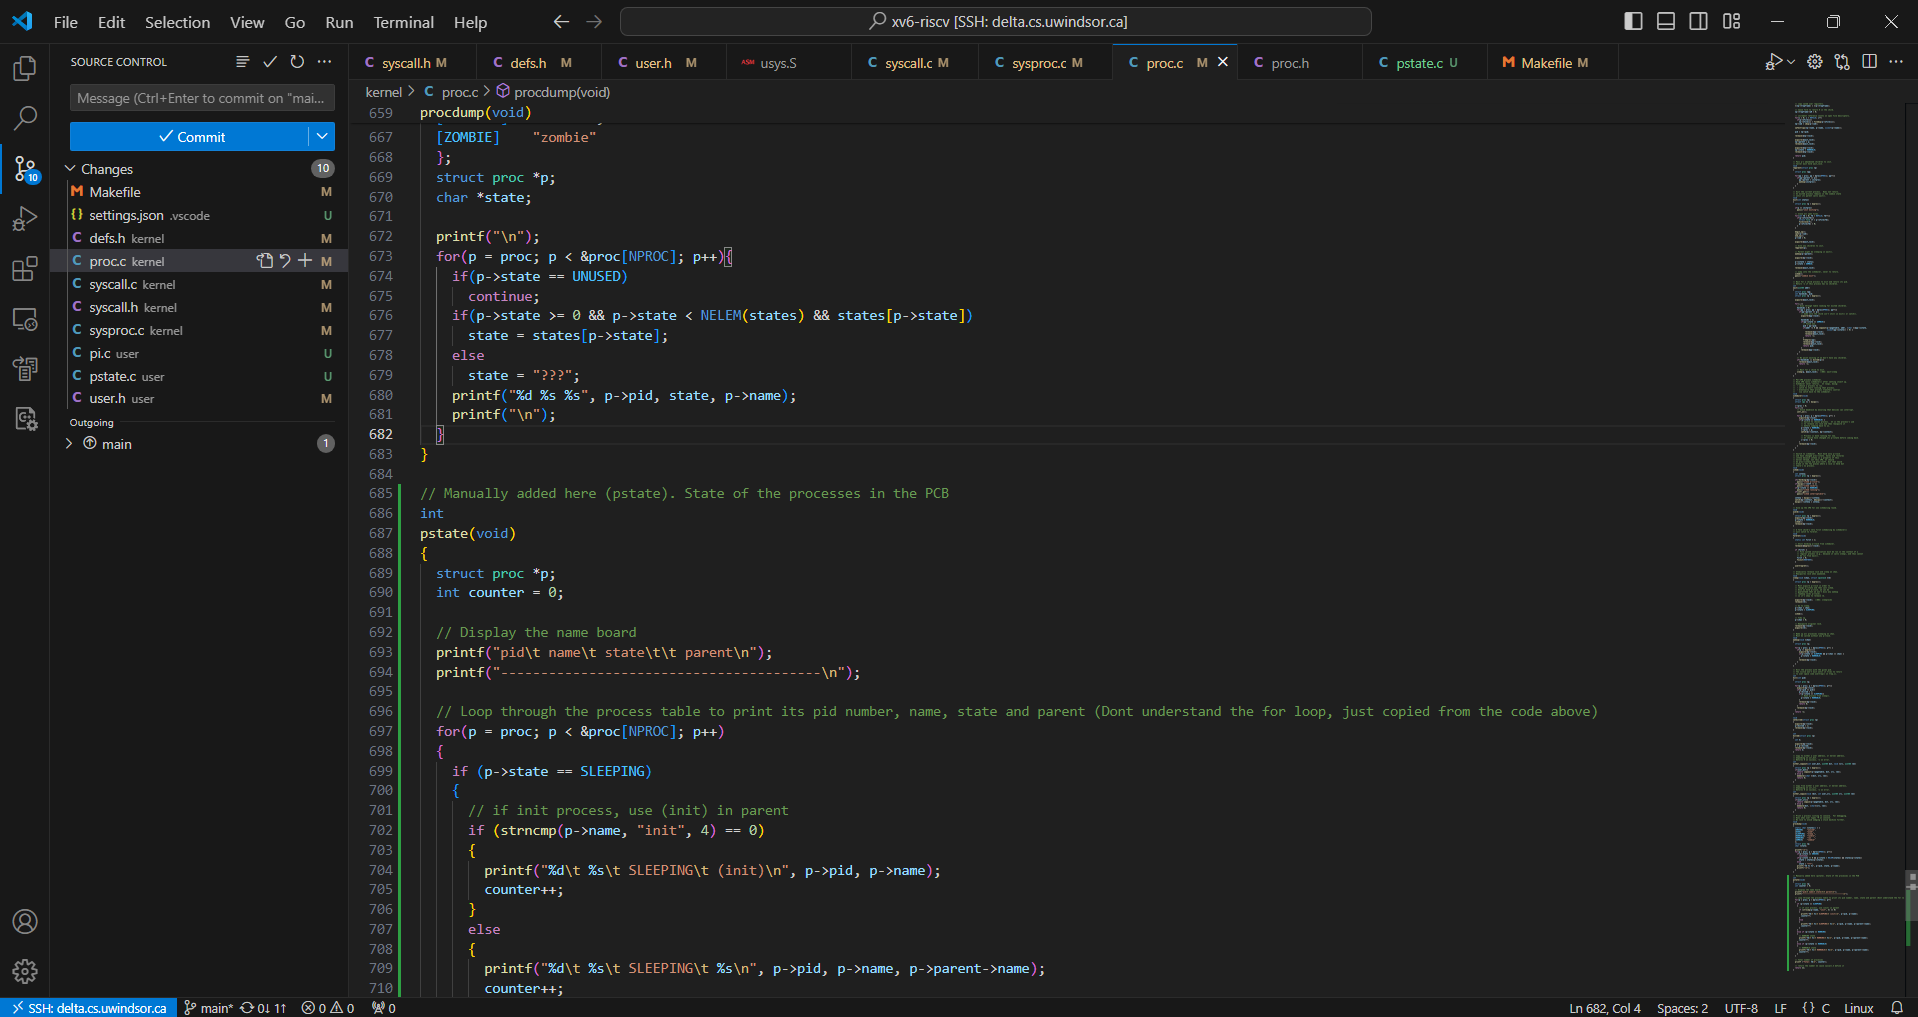 File Edit Selection View Go Run Terminal Help
xv6-riscv [SSH: delta.cs.uwindsor.ca]
SOURCE CONTROL
Message (Ctrl+Enter to commit on "mai...
Commit
Changes 10
Makefile M
settings.json .vscode U
defs.h kernel M
proc.c kernel M
syscall.c kernel M
syscall.h kernel M
sysproc.c kernel M
pi.c user U
pstate.c user U
user.h user M
Outgoing
main 1
10
C syscall.h M C defs.h M C user.h M ASM usys.S C syscall.c M C sysproc.c M C proc.c M C proc.h C pstate.c U M Makefile M
kernel > C proc.c > procdump(void)
659 procdump(void)
667 [ZOMBIE]    "zombie"
668 };
669 struct proc *p;
670 char *state;
671
672 printf("\n");
673 for(p = proc; p < &proc[NPROC]; p++){
674 if(p->state == UNUSED)
675 continue;
676 if(p->state >= 0 && p->state < NELEM(states) && states[p->state])
677 state = states[p->state];
678 else
679 state = "???";
680 printf("%d %s %s", p->pid, state, p->name);
681 printf("\n");
682 }
683 }
684
685 // Manually added here (pstate). State of the processes in the PCB
686 int
687 pstate(void)
688 {
689 struct proc *p;
690 int counter = 0;
691
692 // Display the name board
693 printf("pid\t name\t state\t\t parent\n");
694 printf("----------------------------------------\n");
695
696 // Loop through the process table to print its pid number, name, state and parent (Dont understand the for loop, just copied from the code above)
697 for(p = proc; p < &proc[NPROC]; p++)
698 {
699 if (p->state == SLEEPING)
700 {
701 // if init process, use (init) in parent
702 if (strncmp(p->name, "init", 4) == 0)
703 {
704 printf("%d\t %s\t SLEEPING\t (init)\n", p->pid, p->name);
705 counter++;
706 }
707 else
708 {
709 printf("%d\t %s\t SLEEPING\t %s\n", p->pid, p->name, p->parent->name);
710 counter++;
SSH: delta.cs.uwindsor.ca main* 0↓ 1↑ 0 0 0 Ln 682, Col 4 Spaces: 2 UTF-8 LF {} C Linux